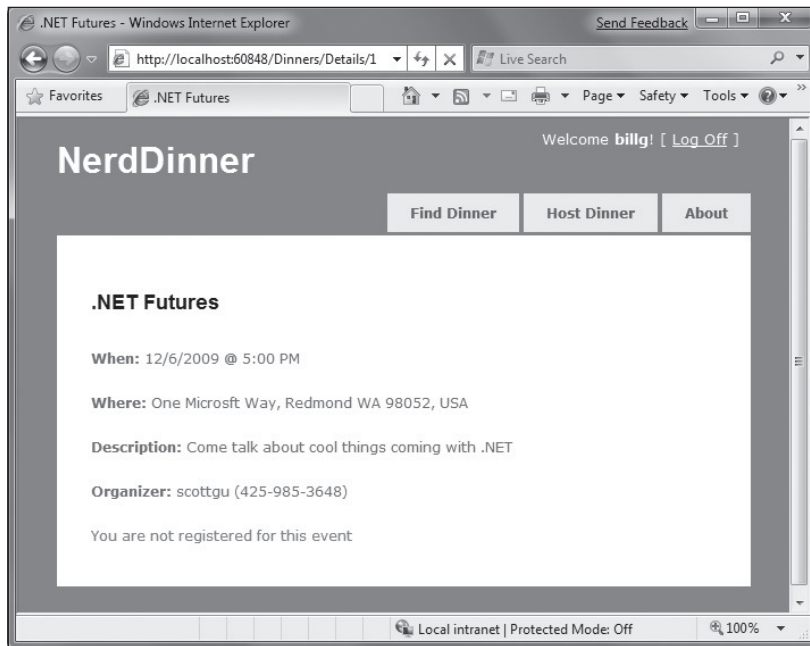 .NET Futures - Windows Internet Explorer
Send Feedback
http://localhost:60848/Dinners/Details/1
Live Search
Favorites
.NET Futures
Page
Safety
Tools
Welcome billg! [ Log Off ]
NerdDinner
Find Dinner
Host Dinner
About
.NET Futures
When: 12/6/2009 @ 5:00 PM
Where: One Microsft Way, Redmond WA 98052, USA
Description: Come talk about cool things coming with .NET
Organizer: scottgu (425-985-3648)
You are not registered for this event
Local intranet | Protected Mode: Off
100%